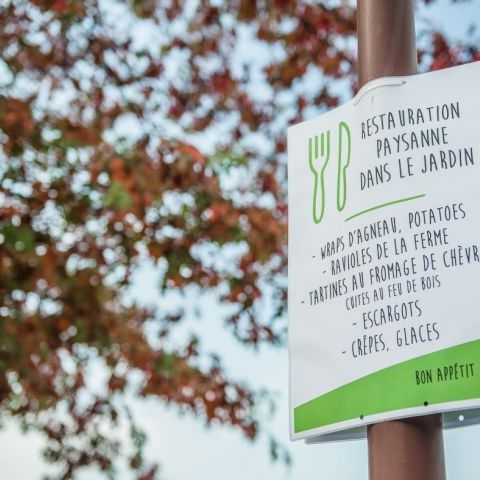 RESTAURATION
PAYSANNE
DANS LE JARDIN
- WRAPS D'AGNEAU, POTATOES
- RAVIOLES DE LA FERME
- TARTINES AU FROMAGE DE CHÈVR
CUITES AU FEU DE BOIS
- ESCARGOTS
- CRÊPES, GLACES
BON APPÉTIT